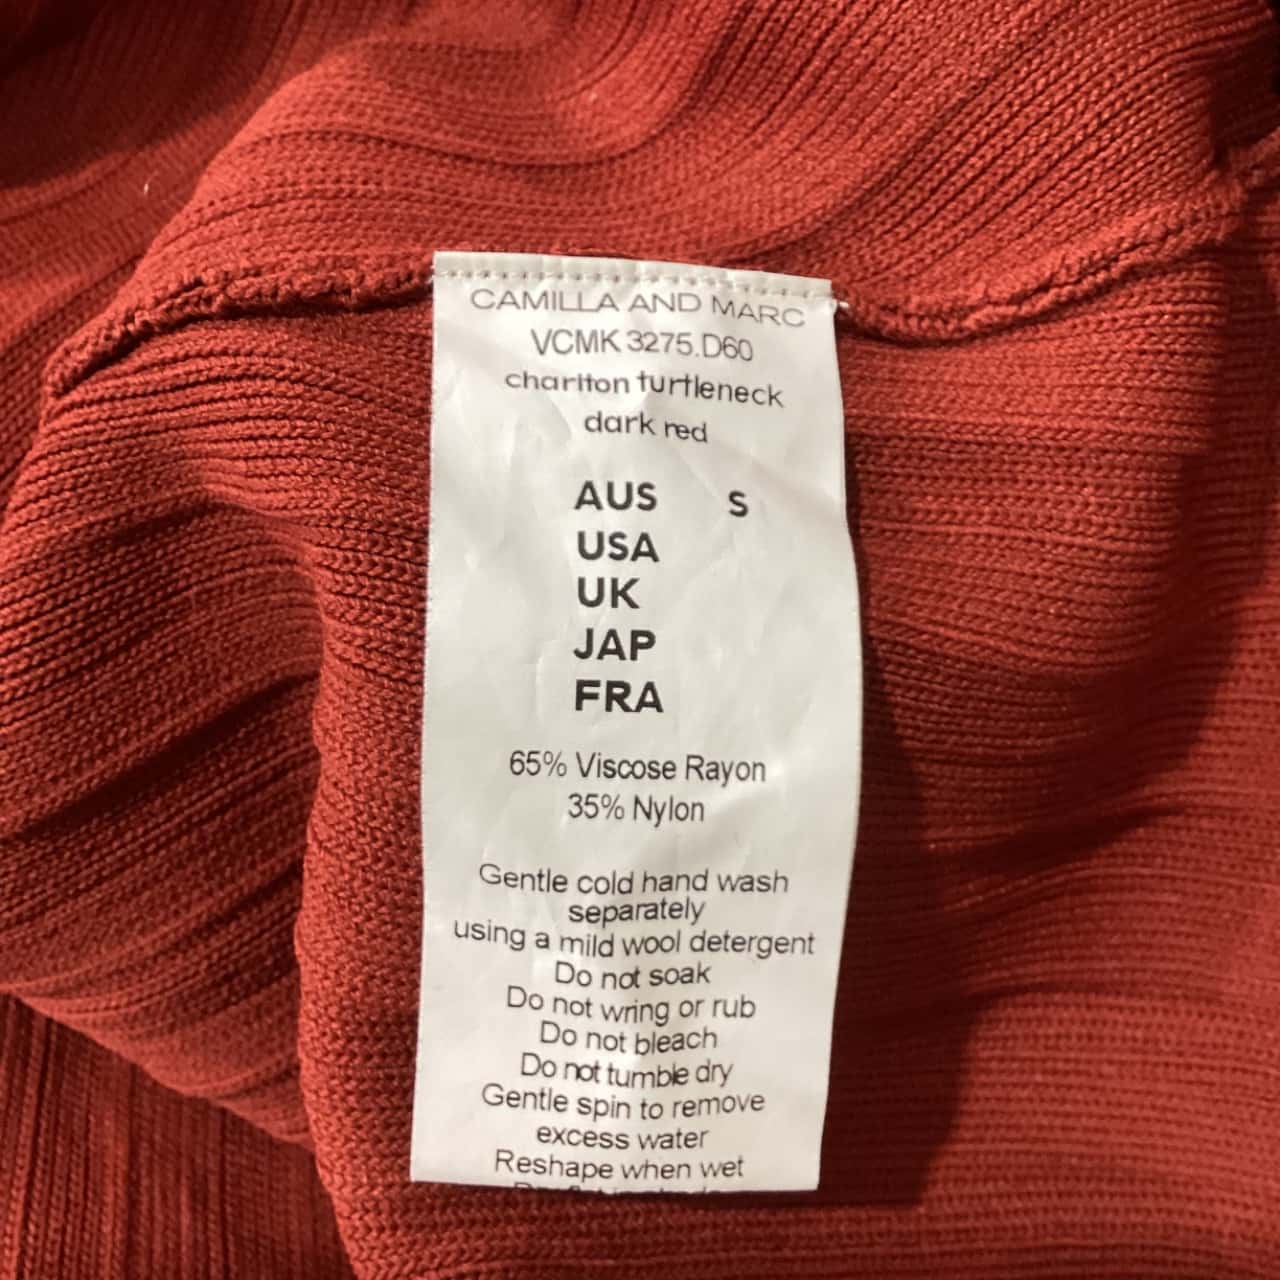 CAMILLA AND MARC
VCMK 3275.D60
charlton turtleneck
dark red
AUS S
USA
UK
JAP
FRA
65% Viscose Rayon
35% Nylon
Gentle cold hand wash
separately
using a mild wool detergent
Do not soak
Do not wring or rub
Do not bleach
Do not tumble dry
Gentle spin to remove
excess water
Reshape when wet